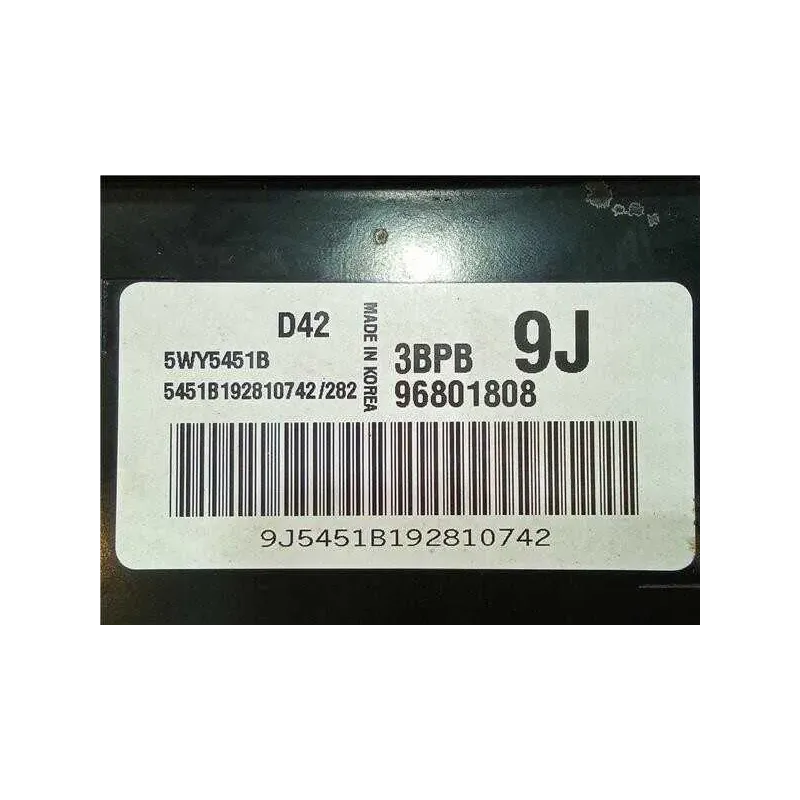 D42
5WY5451B
5451B192810742/282
MADE IN KOREA
3BPB 9J
96801808
9J5451B192810742